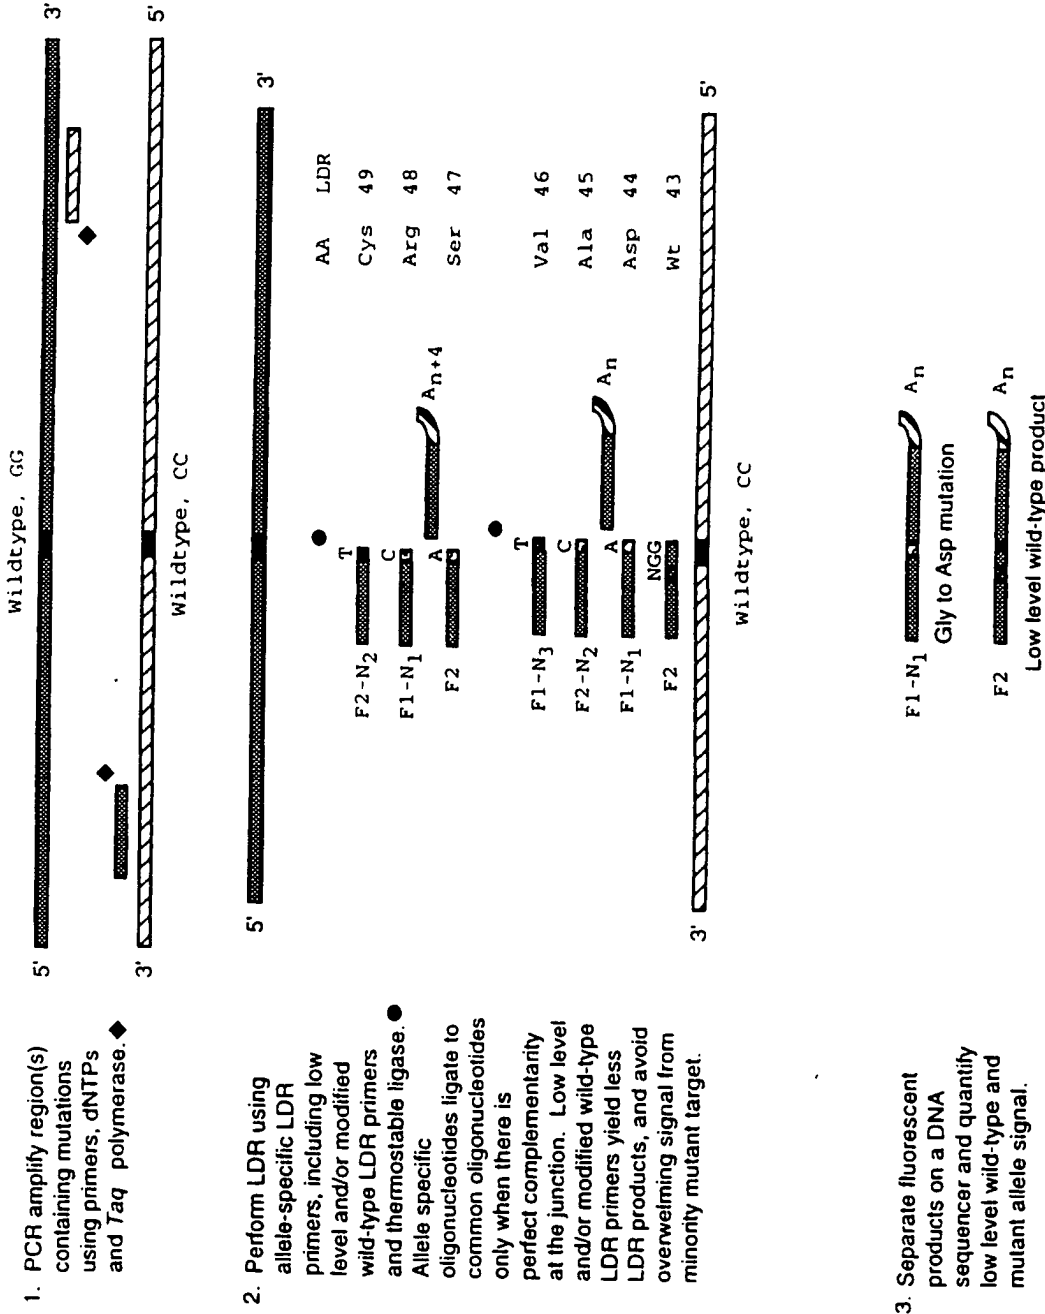 1. PCR amplify region(s)
containing mutations
using primers, dNTPs
and Taq polymerase. ◆
Wildtype, GG
5' 3'
3' 5'
Wildtype, CC
2. Perform LDR using
allele-specific LDR
primers, including low
level and/or modified
wild-type LDR primers
and thermostable ligase. ●
Allele specific
oligonucleotides ligate to
common oligonucleotides
only when there is
perfect complementarity
at the junction. Low level
and/or modified wild-type
LDR primers yield less
LDR products, and avoid
overwelming signal from
minority mutant target.
5' 3'
AA LDR
F2-N2 T Cys 49
F1-N1 C Arg 48
F2 A An+4 Ser 47
F1-N3 T Val 46
F2-N2 C Ala 45
F1-N1 A An Asp 44
F2 NGG Wt 43
3' 5'
Wildtype, CC
3. Separate fluorescent
products on a DNA
sequencer and quantify
low level wild-type and
mutant allele signal.
F1-N1 An
Gly to Asp mutation
F2 An
Low level wild-type product